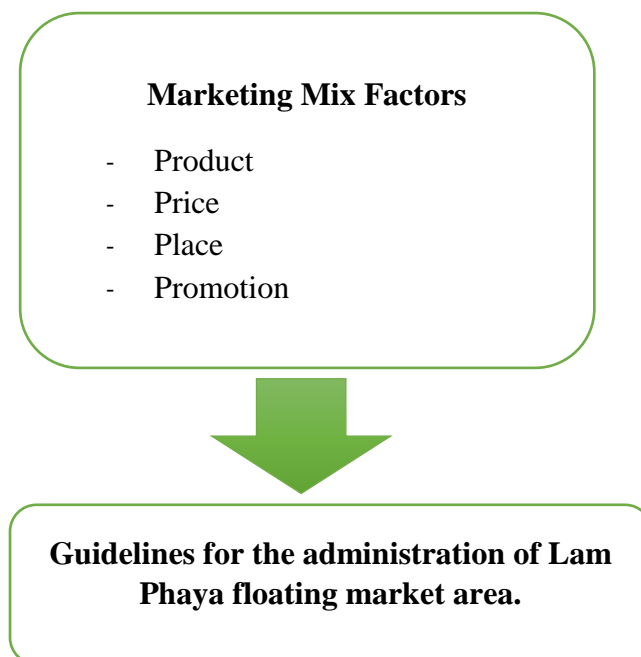 Marketing Mix Factors
- Product
- Price
- Place
- Promotion
Guidelines for the administration of Lam
Phaya floating market area.